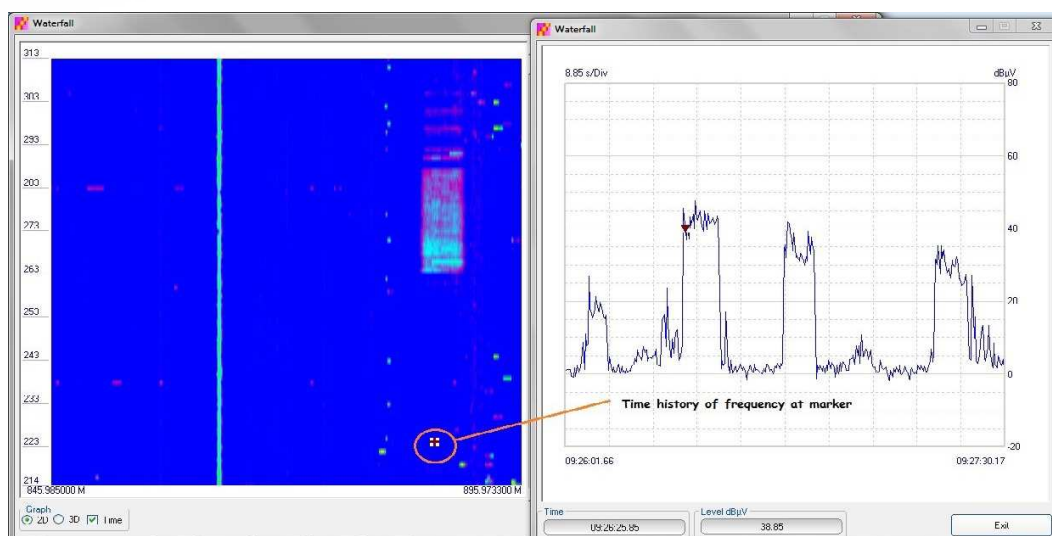 Waterfall
313
303
293
203
273
263
253
243
233
223
214
845.985000 M
895.973300 M
Graph
2D 3D Time
Waterfall
8.85 s/Div
dBµV
80
60
40
20
0
-20
Time history of frequency at marker
09:26:01.66
09:27:30.17
Time
09:26:25.85
Level dBµV
38.85
Exit